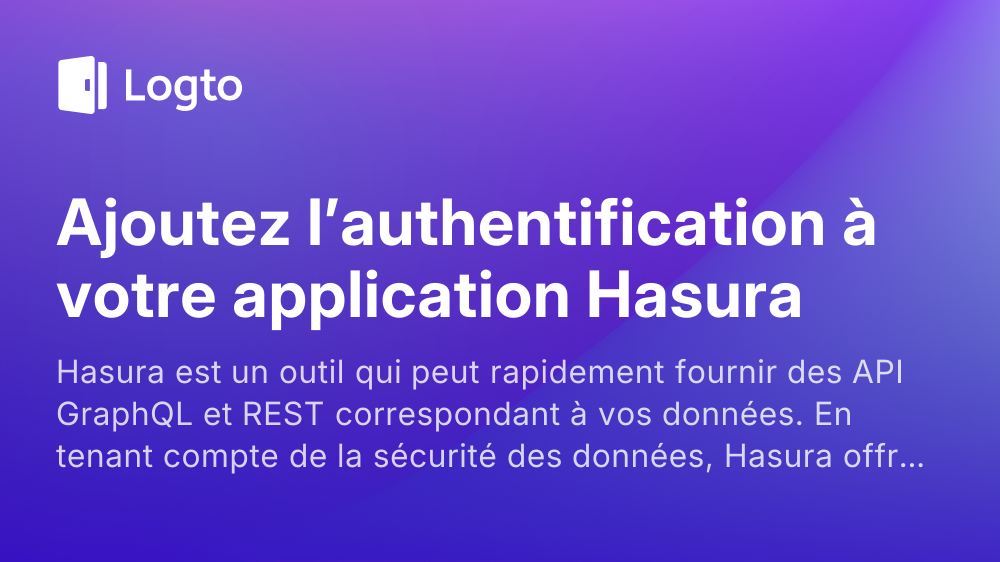 Logto
Ajoutez l’authentification à
votre application Hasura
Hasura est un outil qui peut rapidement fournir des API
GraphQL et REST correspondant à vos données. En
tenant compte de la sécurité des données, Hasura offr...